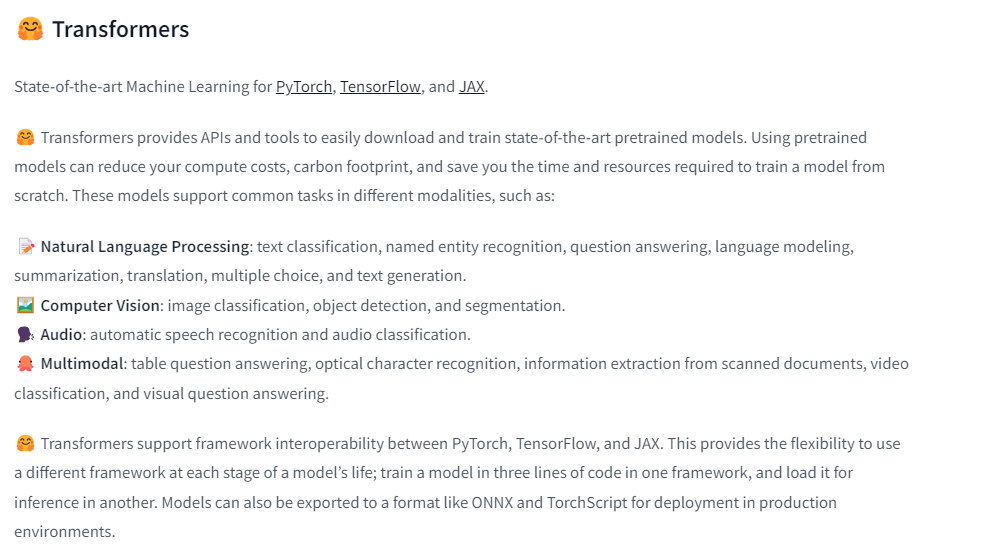 🤗 Transformers
State-of-the-art Machine Learning for PyTorch, TensorFlow, and JAX.
🤗 Transformers provides APIs and tools to easily download and train state-of-the-art pretrained models. Using pretrained
models can reduce your compute costs, carbon footprint, and save you the time and resources required to train a model from
scratch. These models support common tasks in different modalities, such as:
📝 Natural Language Processing: text classification, named entity recognition, question answering, language modeling,
summarization, translation, multiple choice, and text generation.
🖼️ Computer Vision: image classification, object detection, and segmentation.
🗣️ Audio: automatic speech recognition and audio classification.
🐙 Multimodal: table question answering, optical character recognition, information extraction from scanned documents, video
classification, and visual question answering.
🤗 Transformers support framework interoperability between PyTorch, TensorFlow, and JAX. This provides the flexibility to use
a different framework at each stage of a model’s life; train a model in three lines of code in one framework, and load it for
inference in another. Models can also be exported to a format like ONNX and TorchScript for deployment in production
environments.